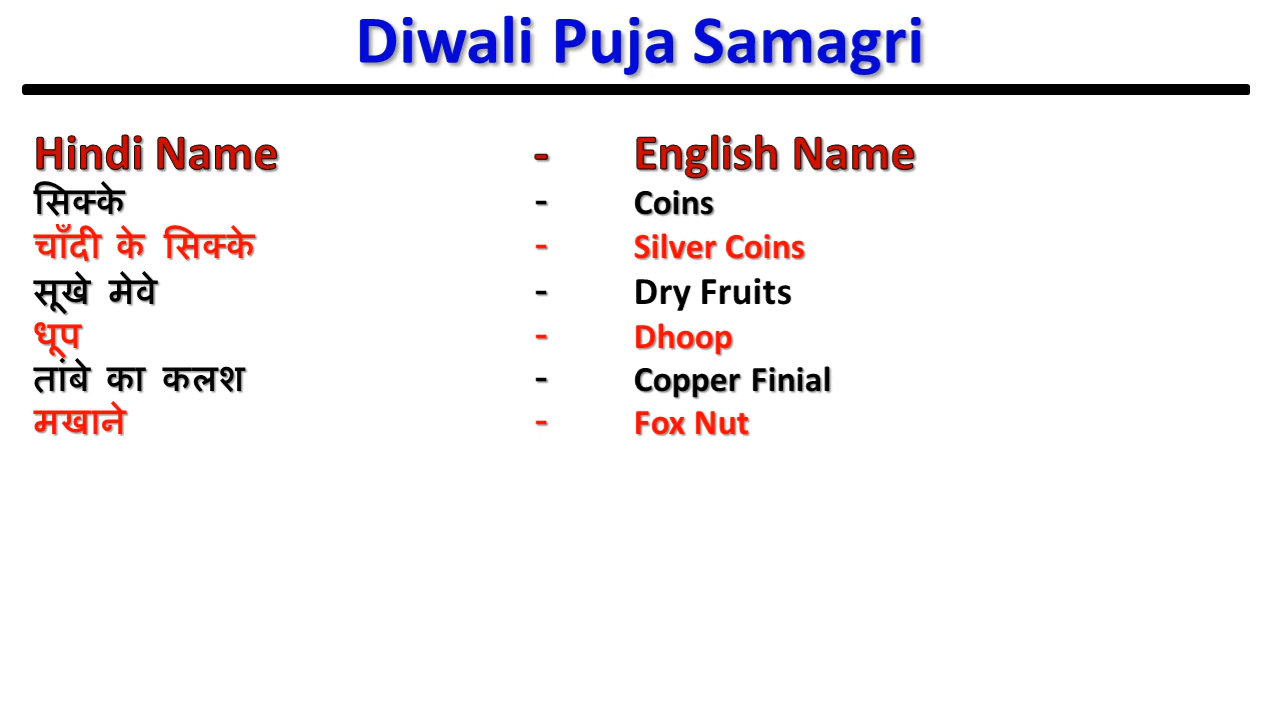 Diwali Puja Samagri
Hindi Name - English Name
सिक्के - Coins
चाँदी के सिक्के - Silver Coins
सूखे मेवे - Dry Fruits
धूप - Dhoop
तांबे का कलश - Copper Finial
मखाने - Fox Nut